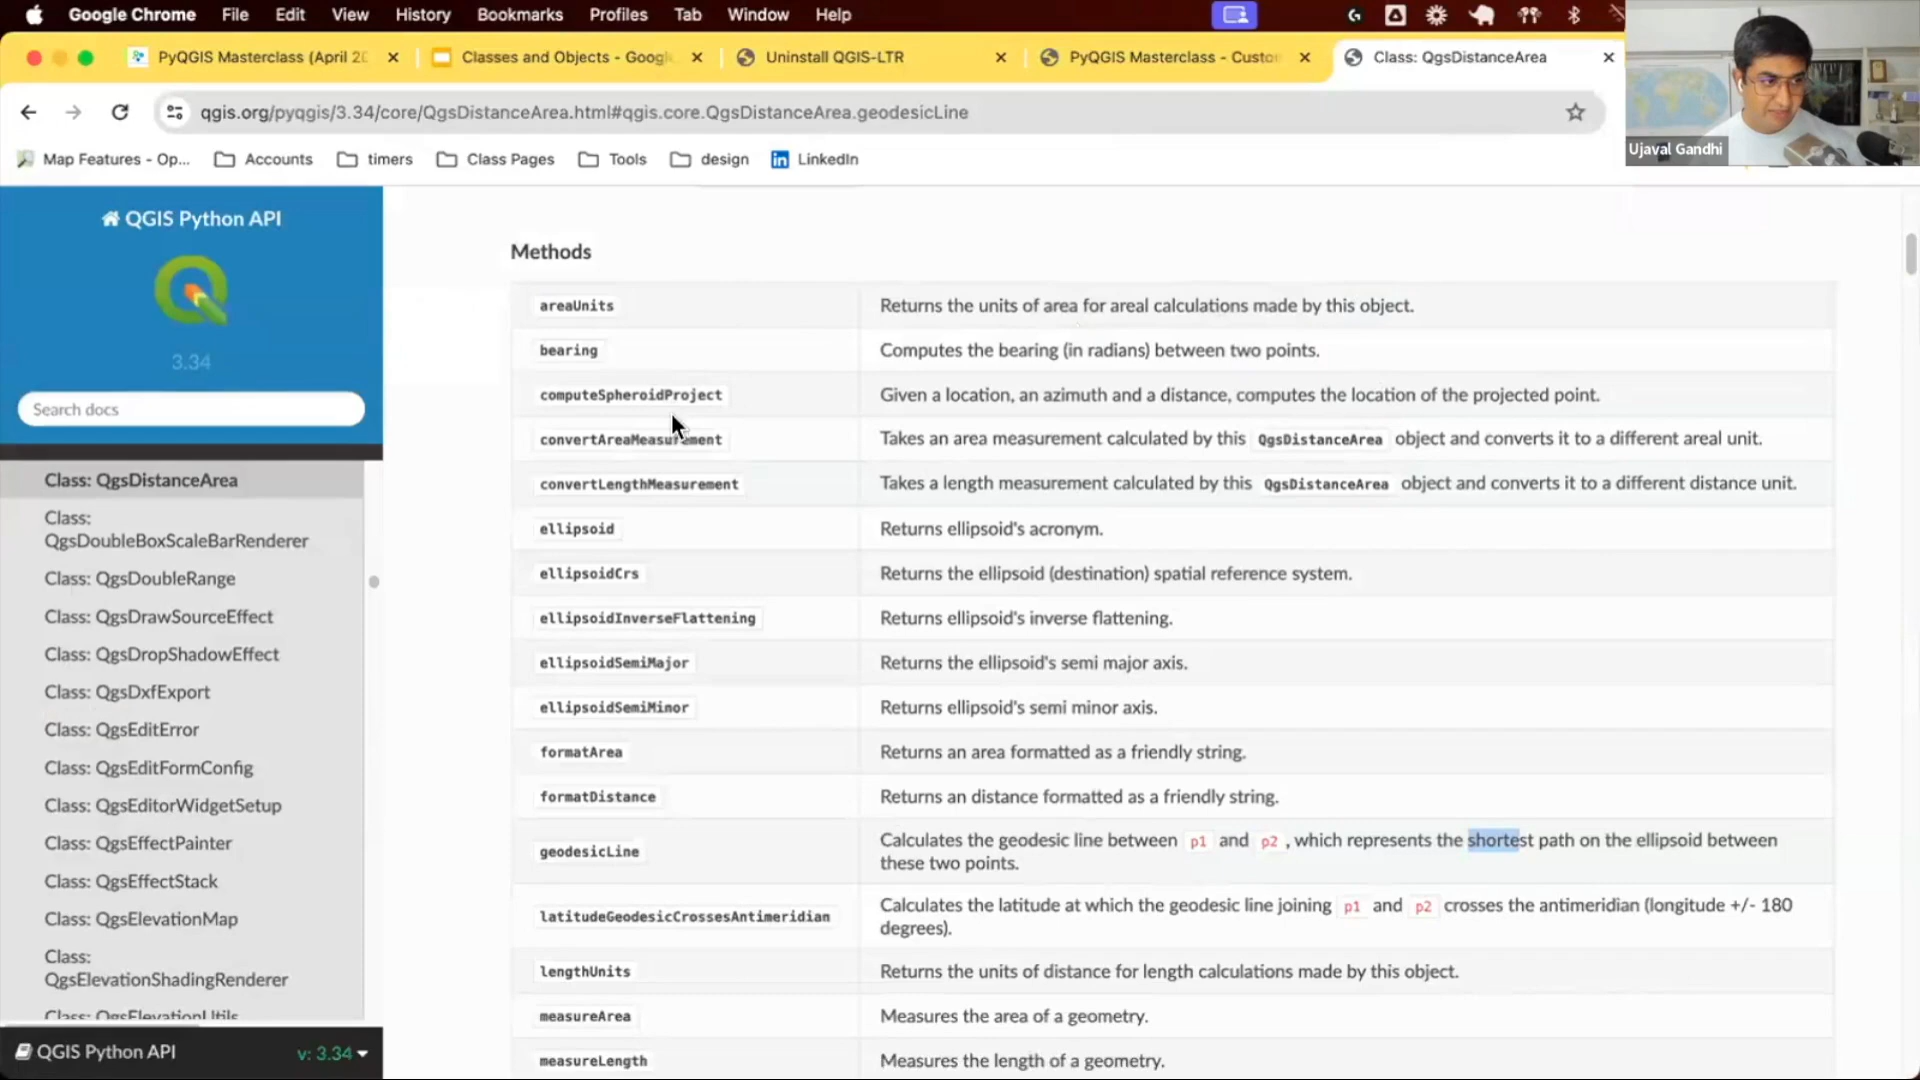 Google Chrome File Edit View History Bookmarks Profiles Tab Window Help
PyQGIS Masterclass (April 20
Classes and Objects - Google
Uninstall QGIS-LTR
PyQGIS Masterclass - Custo
Class: QgsDistanceArea
qgis.org/pyqgis/3.34/core/QgsDistanceArea.html#qgis.core.QgsDistanceArea.geodesicLine
Map Features - Op... Accounts timers Class Pages Tools design LinkedIn
Ujaval Gandhi
QGIS Python API
3.34
Search docs
Class: QgsDistanceArea
Class:
QgsDoubleBoxScaleBarRenderer
Class: QgsDoubleRange
Class: QgsDrawSourceEffect
Class: QgsDropShadowEffect
Class: QgsDxfExport
Class: QgsEditError
Class: QgsEditFormConfig
Class: QgsEditorWidgetSetup
Class: QgsEffectPainter
Class: QgsEffectStack
Class: QgsElevationMap
Class:
QgsElevationShadingRenderer
Class: QgsElevationUtils
QGIS Python API v: 3.34
Methods
areaUnits Returns the units of area for areal calculations made by this object.
bearing Computes the bearing (in radians) between two points.
computeSpheroidProject Given a location, an azimuth and a distance, computes the location of the projected point.
convertAreaMeasurement Takes an area measurement calculated by this QgsDistanceArea object and converts it to a different areal unit.
convertLengthMeasurement Takes a length measurement calculated by this QgsDistanceArea object and converts it to a different distance unit.
ellipsoid Returns ellipsoid's acronym.
ellipsoidCrs Returns the ellipsoid (destination) spatial reference system.
ellipsoidInverseFlattening Returns ellipsoid's inverse flattening.
ellipsoidSemiMajor Returns the ellipsoid's semi major axis.
ellipsoidSemiMinor Returns ellipsoid's semi minor axis.
formatArea Returns an area formatted as a friendly string.
formatDistance Returns an distance formatted as a friendly string.
geodesicLine Calculates the geodesic line between p1 and p2 , which represents the shortest path on the ellipsoid between
these two points.
latitudeGeodesicCrossesAntimeridian Calculates the latitude at which the geodesic line joining p1 and p2 crosses the antimeridian (longitude +/- 180
degrees).
lengthUnits Returns the units of distance for length calculations made by this object.
measureArea Measures the area of a geometry.
measureLength Measures the length of a geometry.